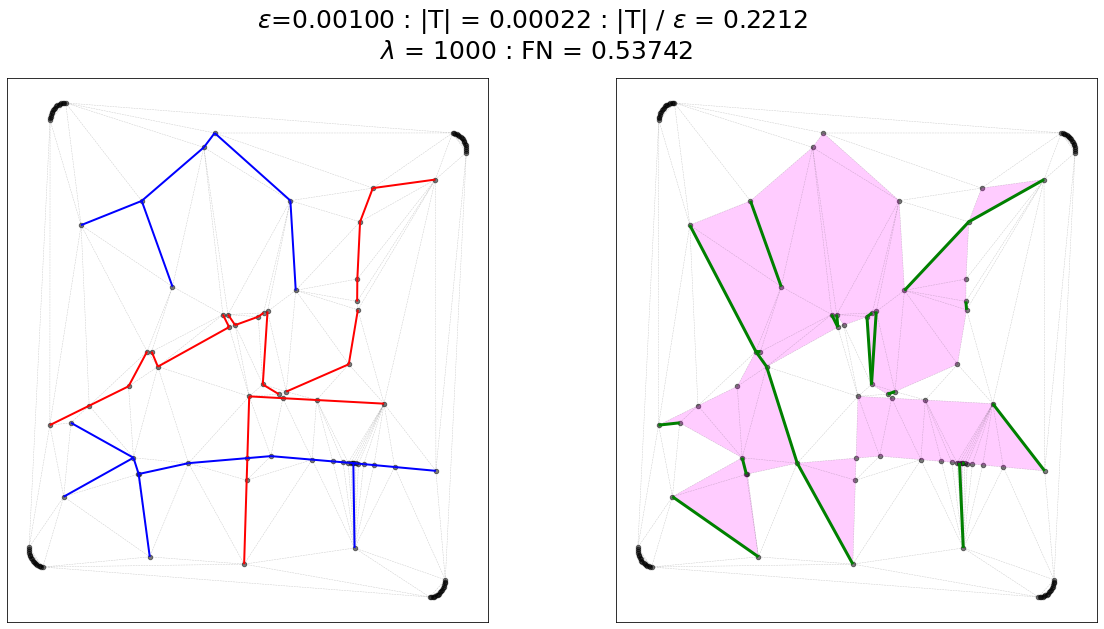 ε=0.00100 : |T| = 0.00022 : |T| / ε = 0.2212
λ = 1000 : FN = 0.53742